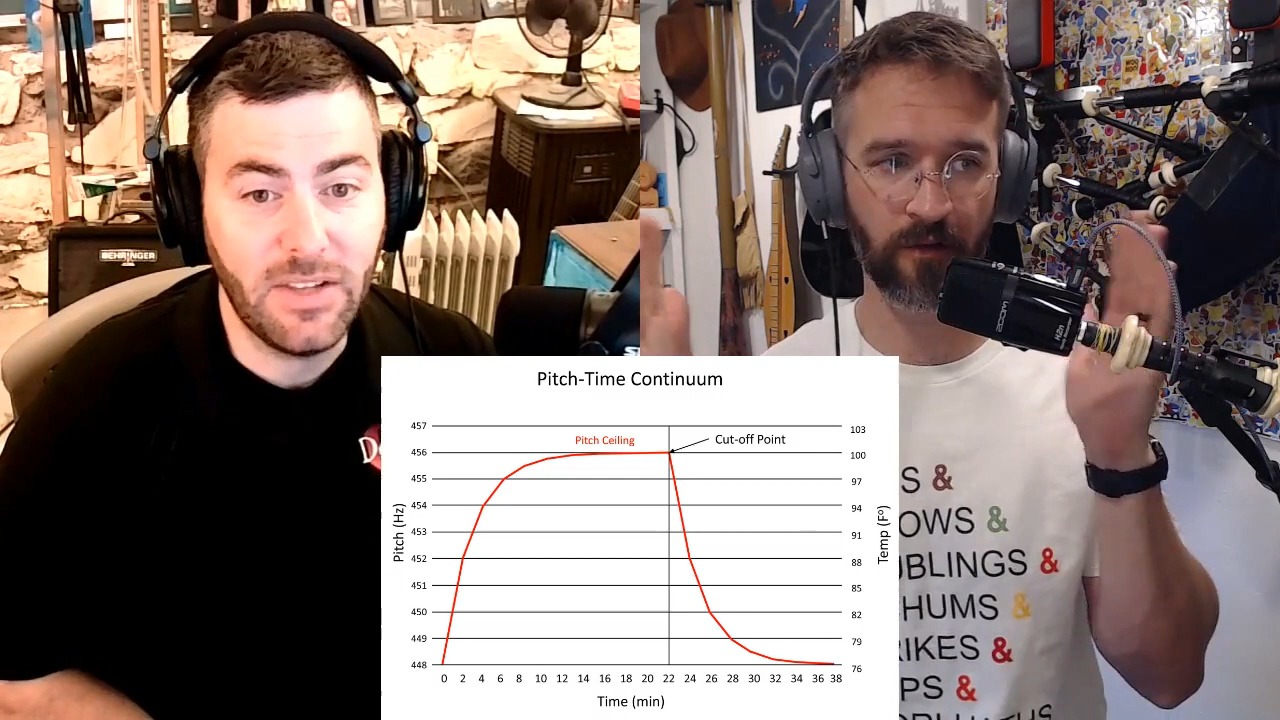 BEHRINGER
ZOOM
H2n
S &
OWS &
UBLINGS &
HUMS &
RIKES &
PS &
Pitch-Time Continuum
457
456
455
454
453
452
451
450
449
448
Pitch (Hz)
Pitch Ceiling
Cut-off Point
103
100
97
94
91
88
85
82
79
76
Temp (Fº)
0 2 4 6 8 10 12 14 16 18 20 22 24 26 28 30 32 34 36 38
Time (min)